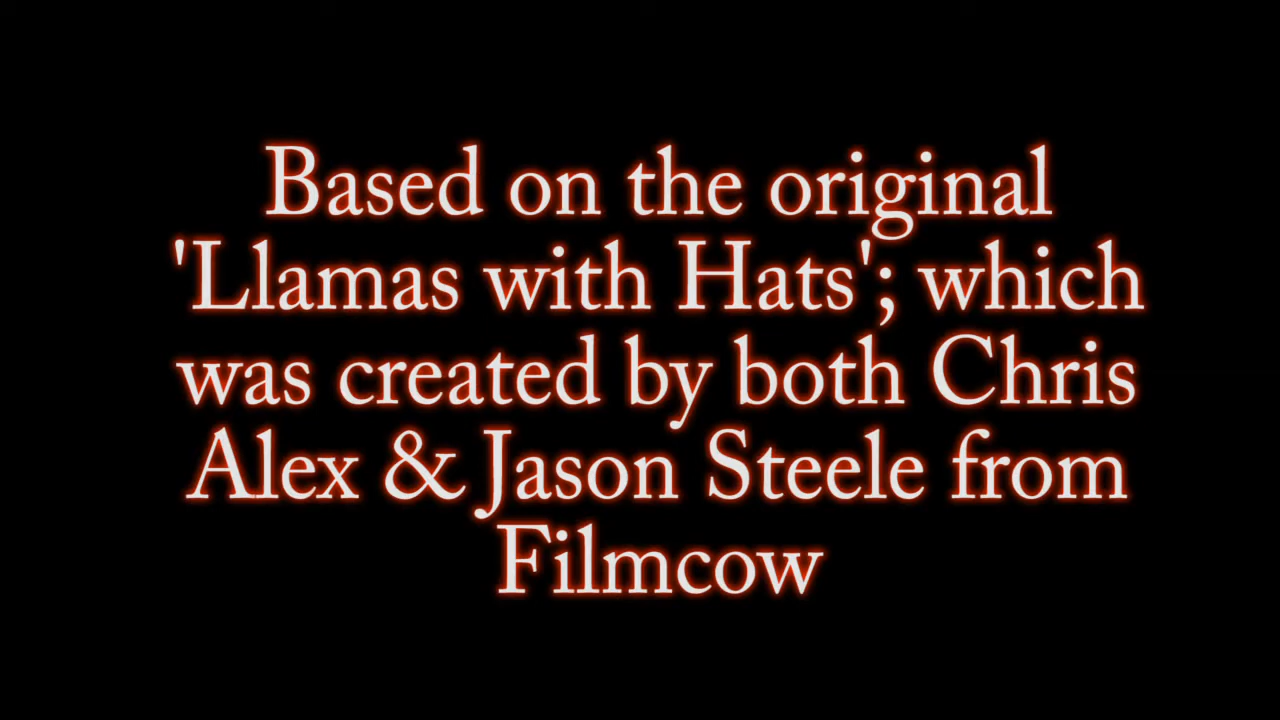 Based on the original
'Llamas with Hats'; which
was created by both Chris
Alex & Jason Steele from
Filmcow